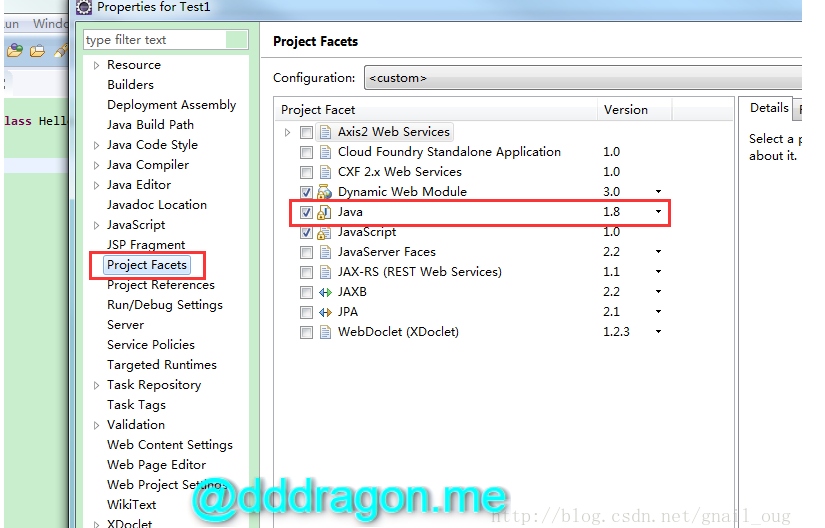 Properties for Test1
type filter text
Resource
Builders
Deployment Assembly
Java Build Path
Java Code Style
Java Compiler
Java Editor
Javadoc Location
JavaScript
JSP Fragment
Project Facets
Project References
Run/Debug Settings
Server
Service Policies
Targeted Runtimes
Task Repository
Task Tags
Validation
Web Content Settings
Web Page Editor
Web Project Settings
WikiText
XDoclet
lass Hello
Project Facets
Configuration: <custom>
Project Facet Version
Axis2 Web Services
Cloud Foundry Standalone Application 1.0
CXF 2.x Web Services 1.0
Dynamic Web Module 3.0
Java 1.8
JavaScript 1.0
JavaServer Faces 2.2
JAX-RS (REST Web Services) 1.1
JAXB 2.2
JPA 2.1
WebDoclet (XDoclet) 1.2.3
Details
Select a p
about it.
@dddragon.me
http://blog.csdn.net/gnail_oug